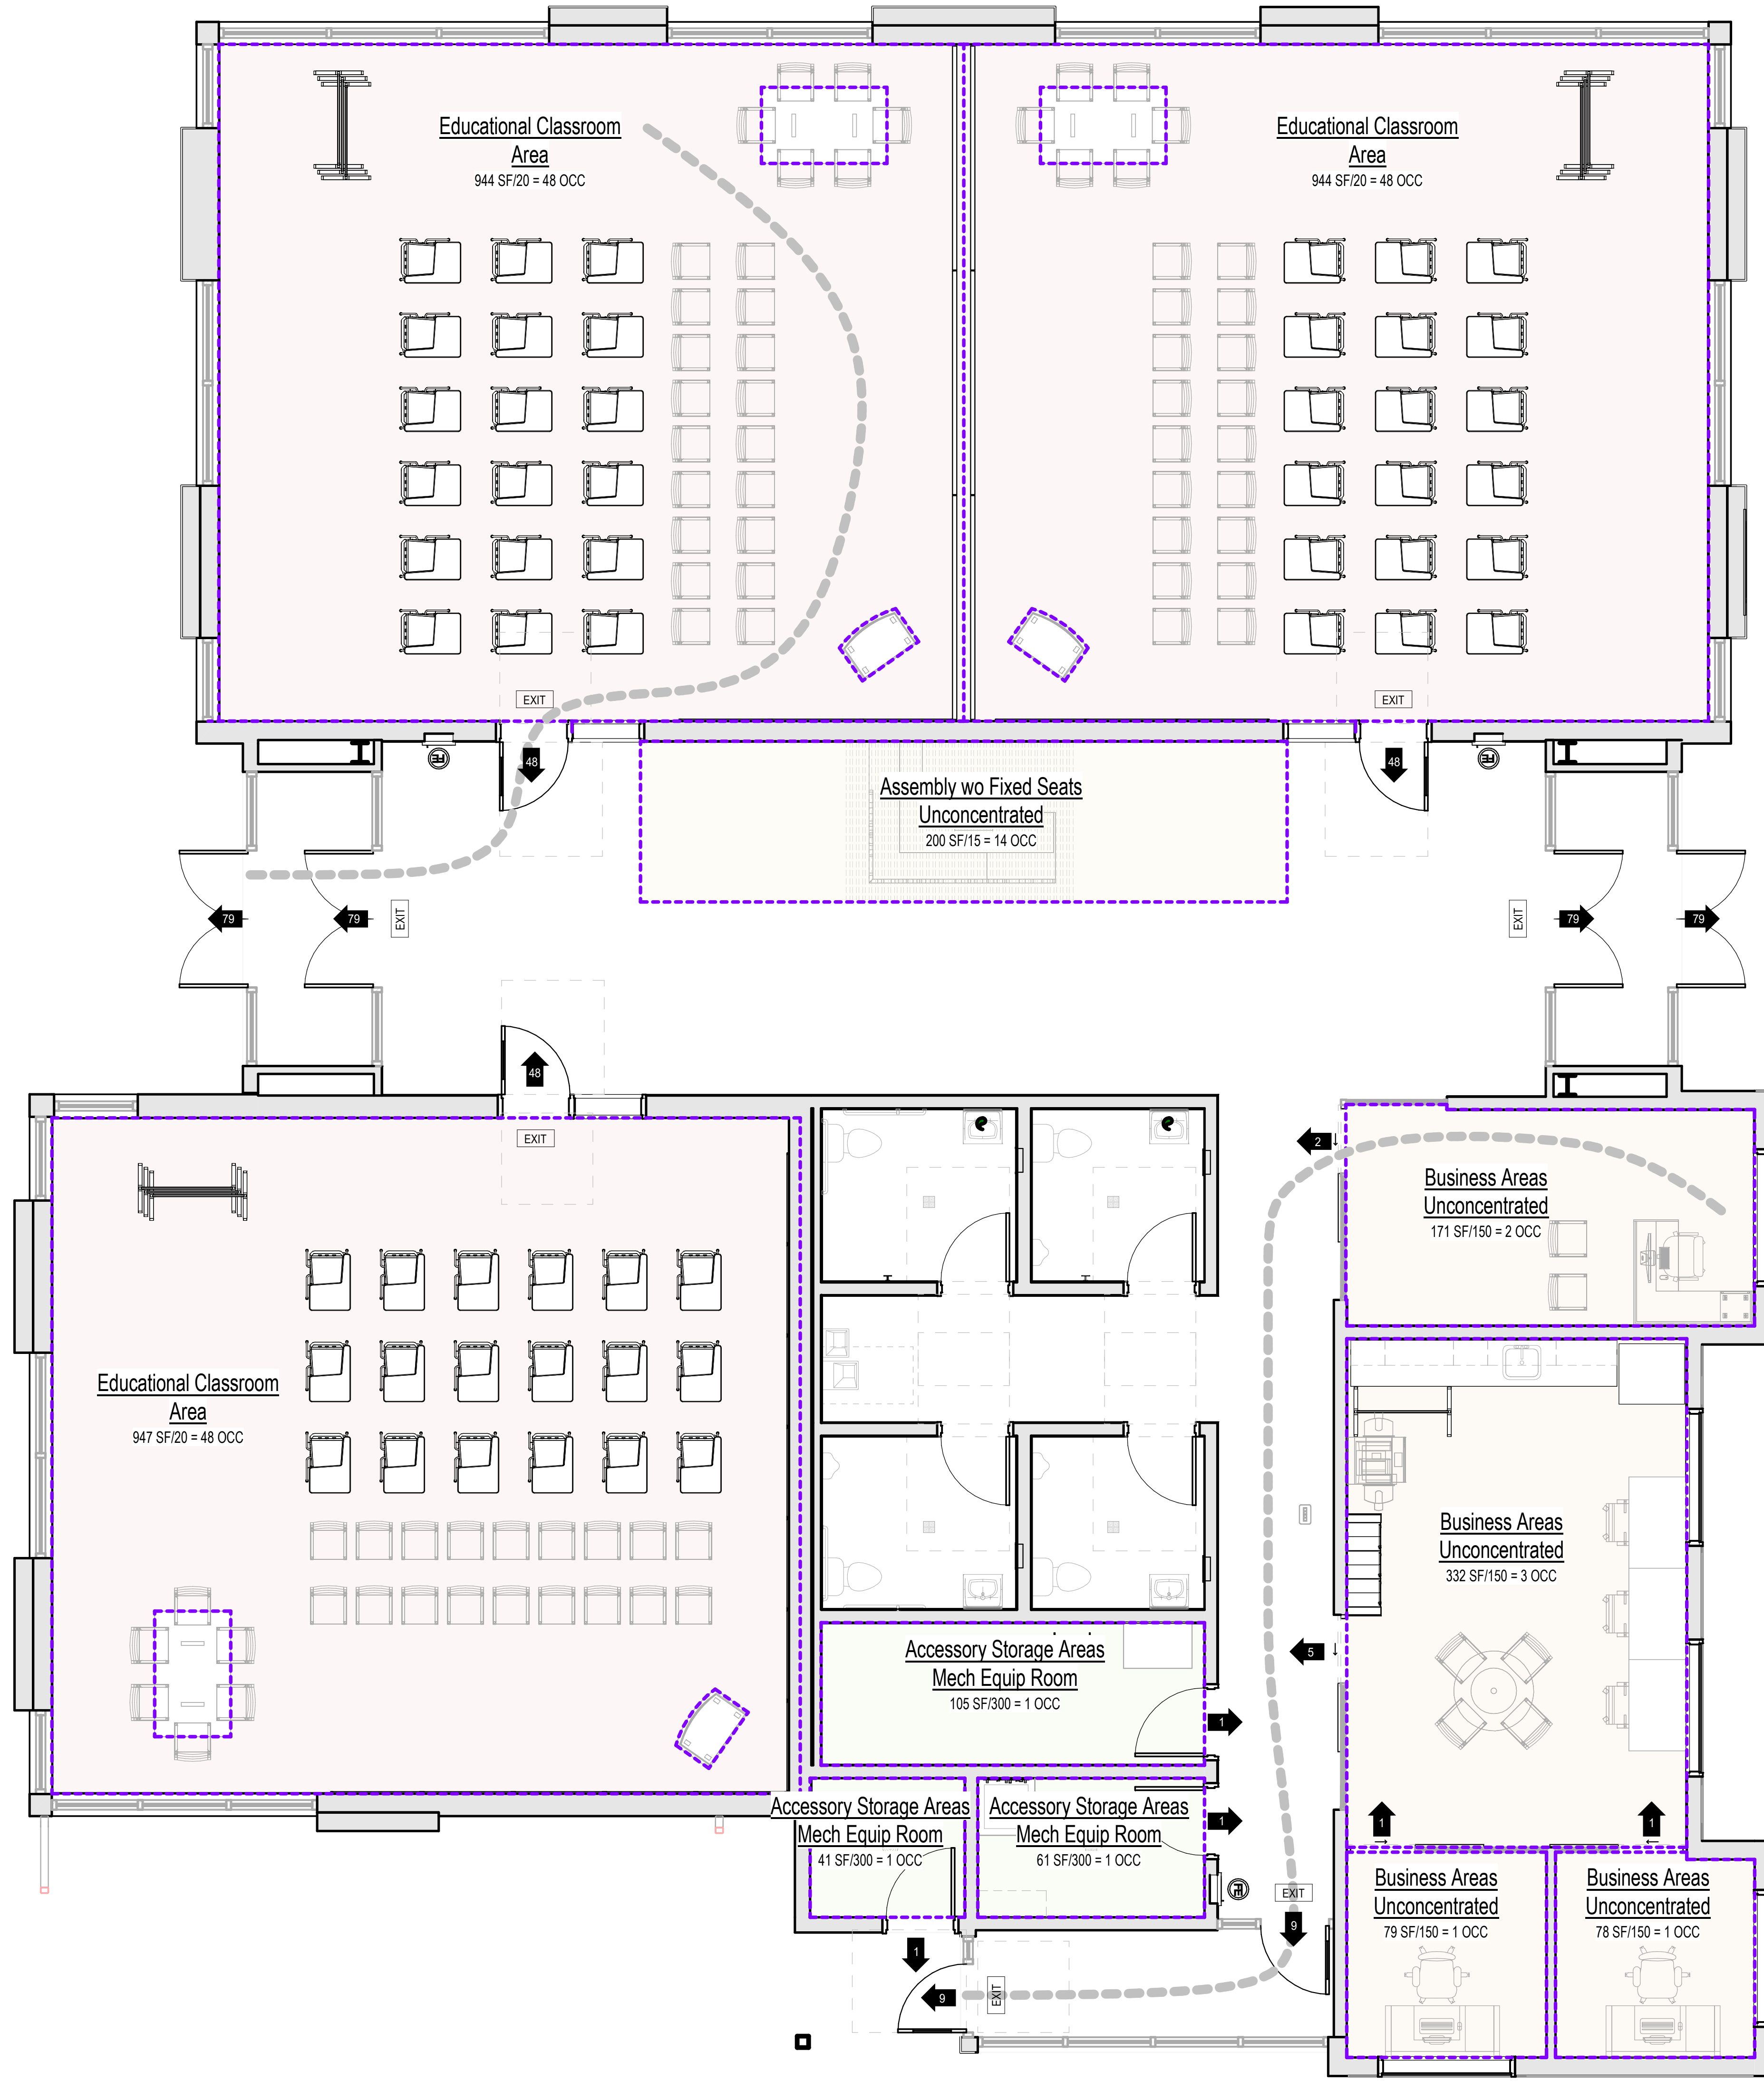 Educational Classroom
Area
944 SF/20 = 48 OCC
Educational Classroom
Area
944 SF/20 = 48 OCC
EXIT
EXIT
48
48
FE
FE
Assembly wo Fixed Seats
Unconcentrated
200 SF/15 = 14 OCC
79
79
EXIT
EXIT
79
79
48
EXIT
2
Business Areas
Unconcentrated
171 SF/150 = 2 OCC
Educational Classroom
Area
947 SF/20 = 48 OCC
Business Areas
Unconcentrated
332 SF/150 = 3 OCC
5
Accessory Storage Areas
Mech Equip Room
105 SF/300 = 1 OCC
1
Accessory Storage Areas
Mech Equip Room
41 SF/300 = 1 OCC
Accessory Storage Areas
Mech Equip Room
61 SF/300 = 1 OCC
1
1
1
FE
EXIT
Business Areas
Unconcentrated
79 SF/150 = 1 OCC
Business Areas
Unconcentrated
78 SF/150 = 1 OCC
9
1
9
EXIT